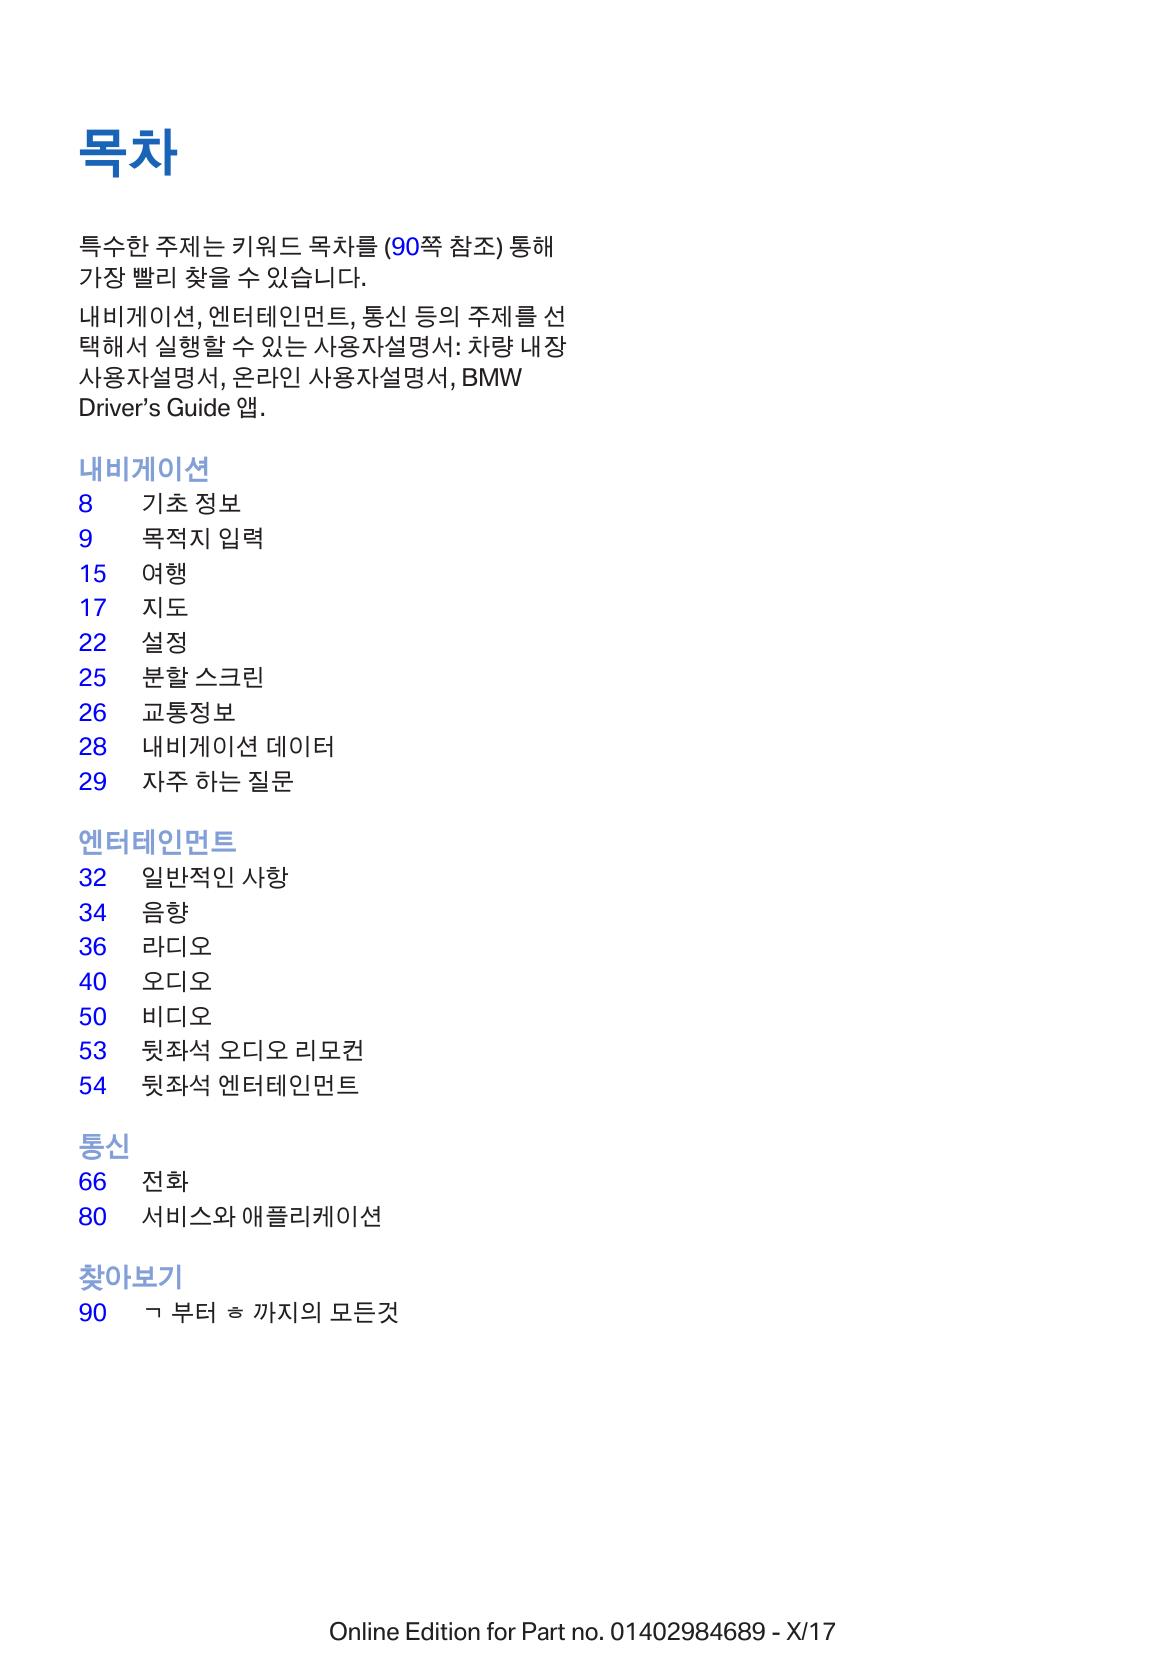 목차
특수한 주제는 키워드 목차를 (90쪽 참조) 통해
가장 빨리 찾을 수 있습니다.
내비게이션, 엔터테인먼트, 통신 등의 주제를 선
택해서 실행할 수 있는 사용자설명서: 차량 내장
사용자설명서, 온라인 사용자설명서, BMW
Driver’s Guide 앱.
내비게이션
8 기초 정보
9 목적지 입력
15 여행
17 지도
22 설정
25 분할 스크린
26 교통정보
28 내비게이션 데이터
29 자주 하는 질문
엔터테인먼트
32 일반적인 사항
34 음향
36 라디오
40 오디오
50 비디오
53 뒷좌석 오디오 리모컨
54 뒷좌석 엔터테인먼트
통신
66 전화
80 서비스와 애플리케이션
찾아보기
90 ㄱ 부터 ㅎ 까지의 모든것
Online Edition for Part no. 01402984689 - X/17